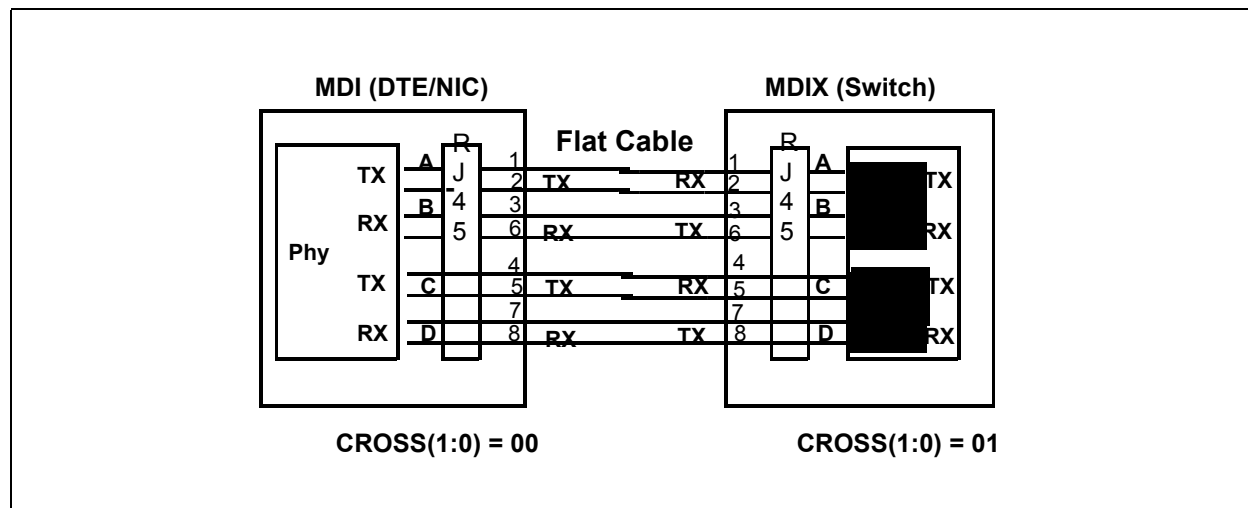 MDI (DTE/NIC)
MDIX (Switch)
Flat Cable
Phy
TX
RX
TX
RX
A
B
C
D
R
J
4
5
1
2
3
6
4
5
7
8
TX
RX
TX
RX
RX
TX
RX
TX
1
2
3
6
4
5
7
8
R
J
4
5
A
B
C
D
TX
RX
TX
RX
CROSS(1:0) = 00
CROSS(1:0) = 01